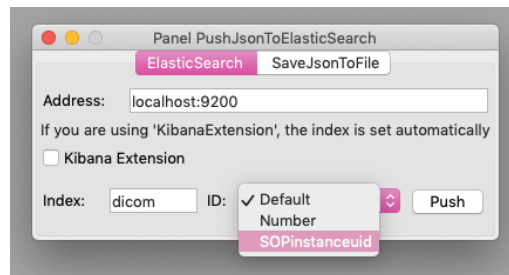 Panel PushJsonToElasticSearch
ElasticSearch SaveJsonToFile
Address: localhost:9200
If you are using 'KibanaExtension', the index is set automatically
Kibana Extension
Index: dicom ID: ✓ Default Push
Number
SOPinstanceuid